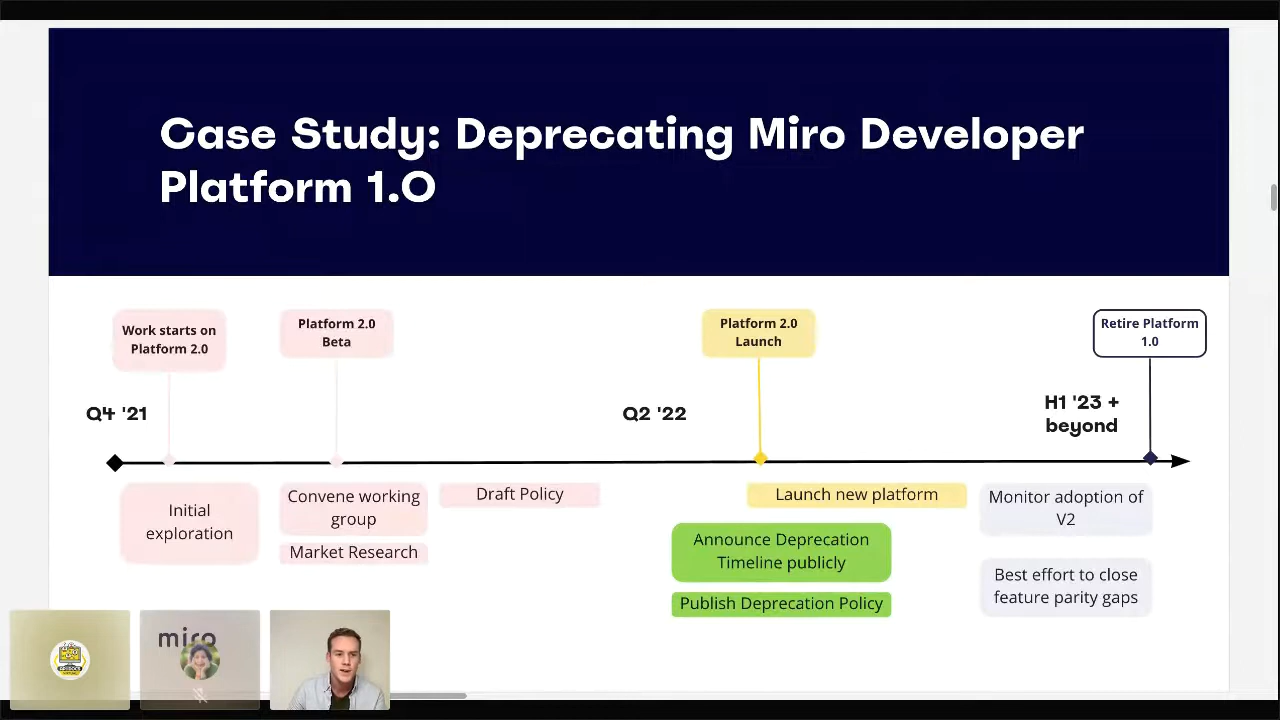 Case Study: Deprecating Miro Developer
Platform 1.0
Work starts on
Platform 2.0
Platform 2.0
Beta
Platform 2.0
Launch
Retire Platform
1.0
Q4 '21
Q2 '22
H1 '23 +
beyond
Initial
exploration
Convene working
group
Market Research
Draft Policy
Launch new platform
Announce Deprecation
Timeline publicly
Publish Deprecation Policy
Monitor adoption of
V2
Best effort to close
feature parity gaps
miro